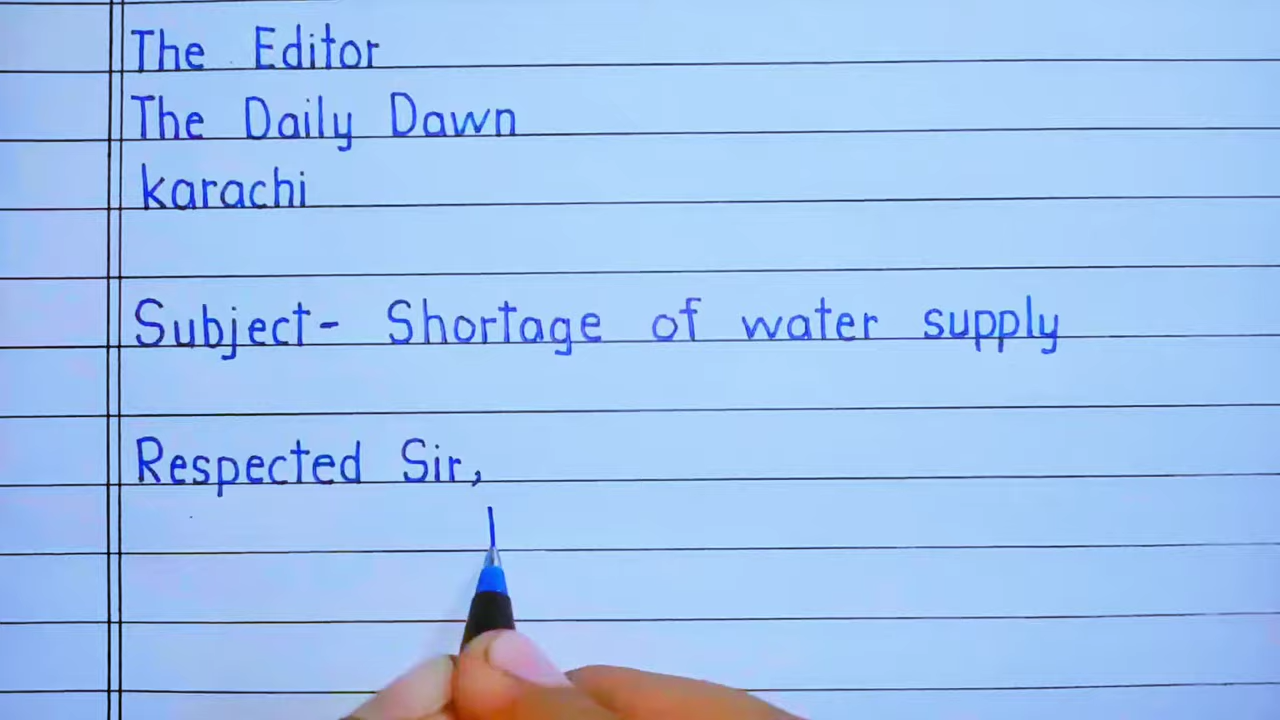 The Editor
The Daily Dawn
karachi
Subject- Shortage of water supply
Respected Sir,